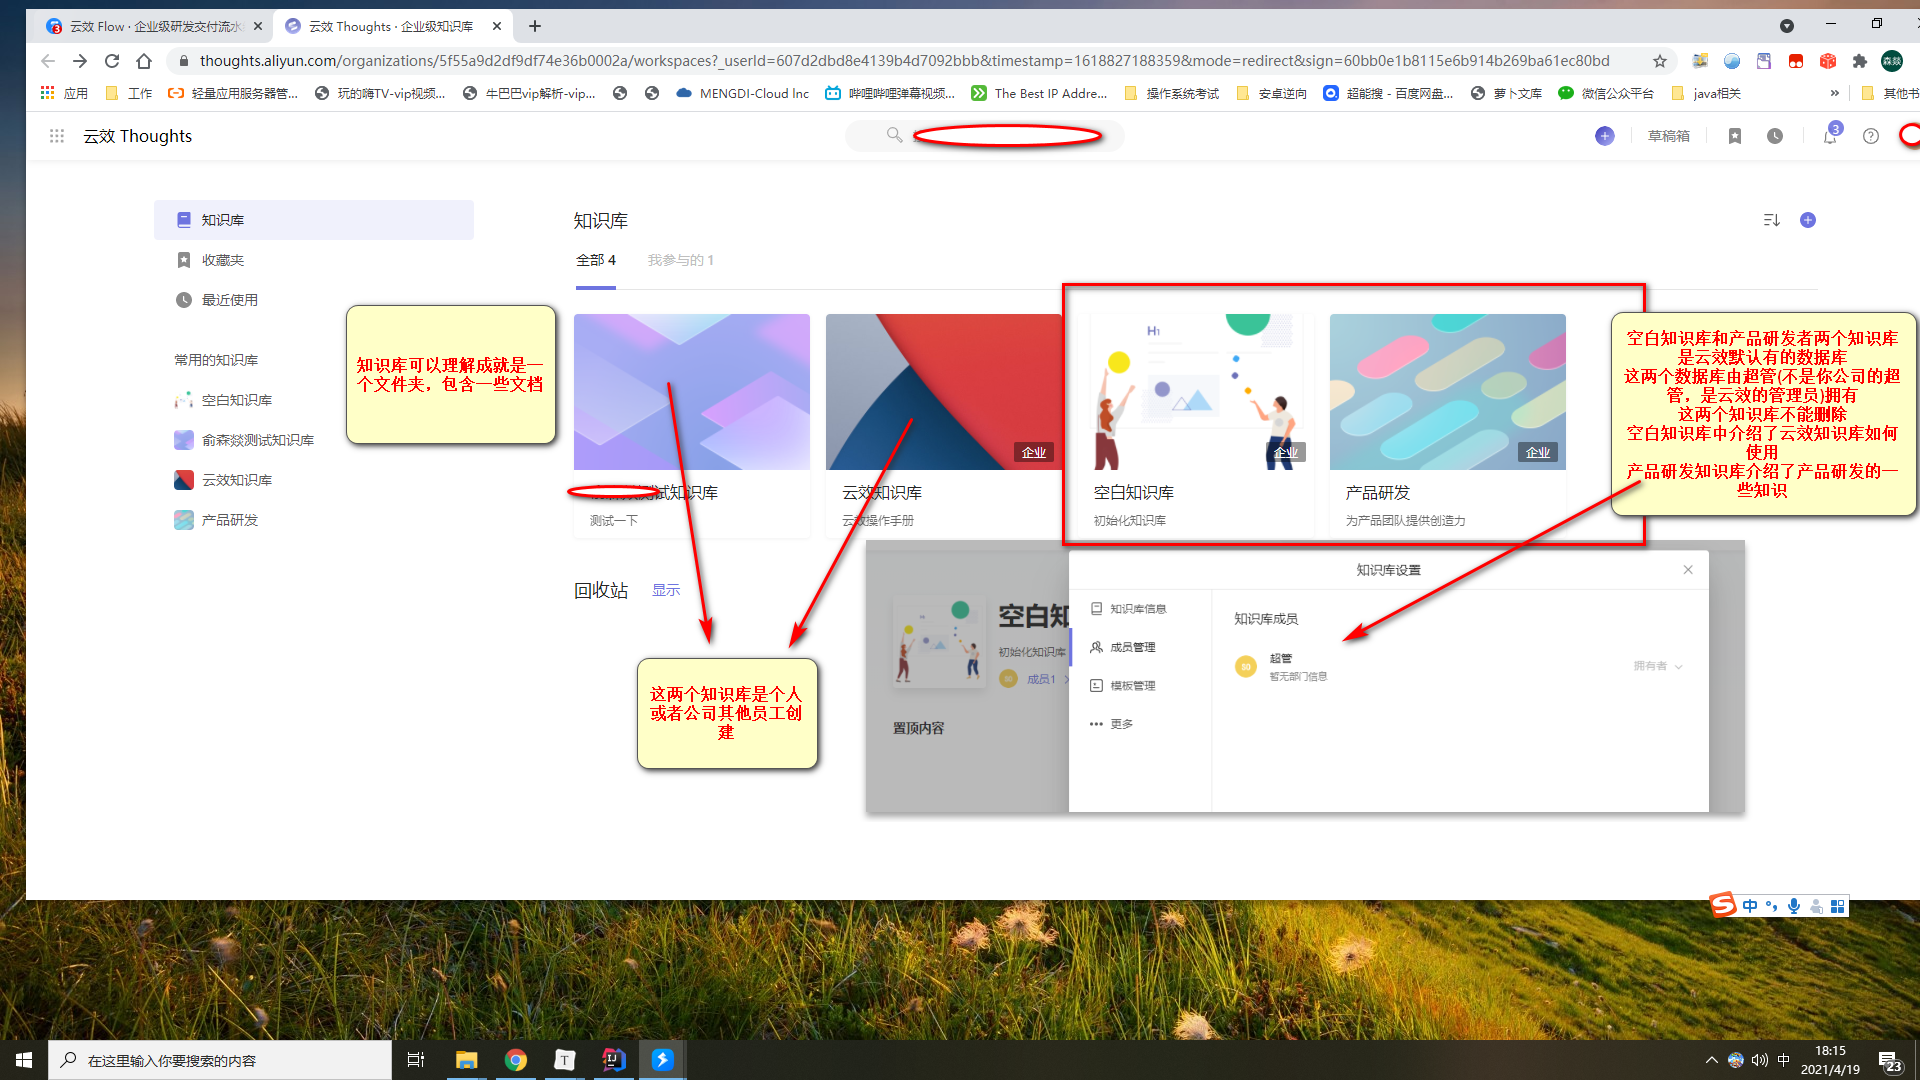 云效 Flow · 企业级研发交付流水
云效 Thoughts · 企业级知识库
thoughts.aliyun.com/organizations/5f55a9d2df9df74e36b0002a/workspaces?_userId=607d2dbd8e4139b4d7092bbb&timestamp=1618827188359&mode=redirect&sign=60bb0e1b8115e6b914b269ba61ec80bd
森燚
应用
工作
轻量应用服务器管...
玩的嗨TV-vip视频...
牛巴巴vip解析-vip...
MENGDI-Cloud Inc
哔哩哔哩弹幕视频...
The Best IP Addre...
操作系统考试
安卓逆向
超能搜 - 百度网盘...
萝卜文库
微信公众平台
java相关
»
其他书
云效 Thoughts
草稿箱
3
知识库
收藏夹
最近使用
常用的知识库
空白知识库
俞森燚测试知识库
云效知识库
产品研发
知识库
全部 4
我参与的 1
知识库可以理解成就是一
个文件夹，包含一些文档
企业
H1
企业
企业
试知识库
测试一下
云效知识库
云效操作手册
空白知识库
初始化知识库
产品研发
为产品团队提供创造力
空白知识库和产品研发者两个知识库
是云效默认有的数据库
这两个数据库由超管(不是你公司的超
管，是云效的管理员)拥有
这两个知识库不能删除
空白知识库中介绍了云效知识库如何
使用
产品研发知识库介绍了产品研发的一
些知识
回收站
显示
这两个知识库是个人
或者公司其他员工创
建
空白知
初始化知识库
成员1
置顶内容
知识库设置
知识库信息
成员管理
模板管理
更多
知识库成员
超管
暂无部门信息
拥有者
中
在这里输入你要搜索的内容
中
18:15
2021/4/19
23